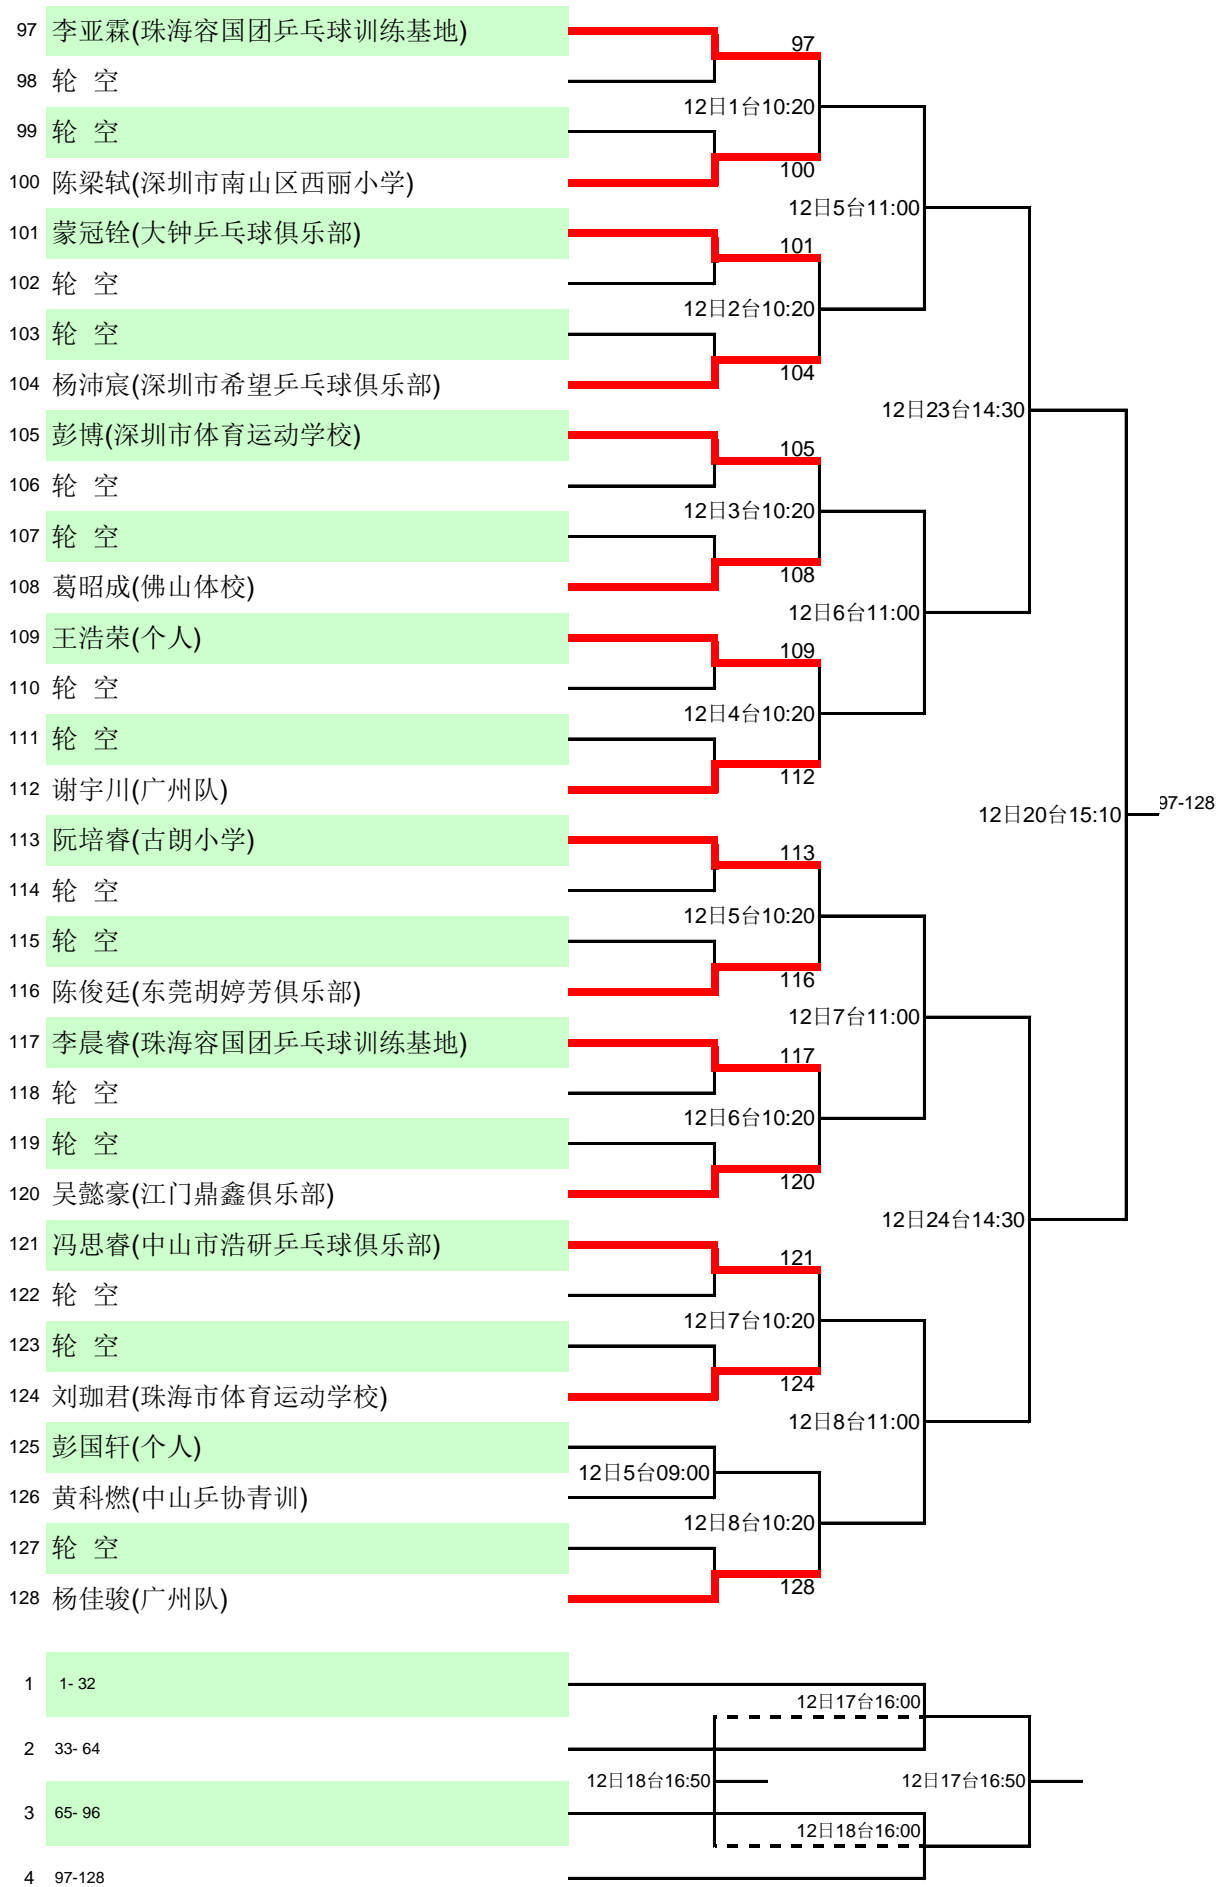 97 李亚霖(珠海容国团乒乓球训练基地)
97
98 轮 空
12日1台10:20
99 轮 空
100
100 陈梁轼(深圳市南山区西丽小学)
12日5台11:00
101 蒙冠铨(大钟乒乓球俱乐部)
101
102 轮 空
12日2台10:20
103 轮 空
104
104 杨沛宸(深圳市希望乒乓球俱乐部)
12日23台14:30
105 彭博(深圳市体育运动学校)
105
106 轮 空
12日3台10:20
107 轮 空
108
108 葛昭成(佛山体校)
12日6台11:00
109 王浩荣(个人)
109
110 轮 空
12日4台10:20
111 轮 空
112
112 谢宇川(广州队)
12日20台15:10
97-128
113 阮培睿(古朗小学)
113
114 轮 空
12日5台10:20
115 轮 空
116
116 陈俊廷(东莞胡婷芳俱乐部)
12日7台11:00
117 李晨睿(珠海容国团乒乓球训练基地)
117
118 轮 空
12日6台10:20
119 轮 空
120
120 吴懿豪(江门鼎鑫俱乐部)
12日24台14:30
121 冯思睿(中山市浩研乒乓球俱乐部)
121
122 轮 空
12日7台10:20
123 轮 空
124
124 刘珈君(珠海市体育运动学校)
12日8台11:00
125 彭国轩(个人)
12日5台09:00
126 黄科燃(中山乒协青训)
12日8台10:20
127 轮 空
128
128 杨佳骏(广州队)
1 1- 32
12日17台16:00
2 33- 64
12日18台16:50
12日17台16:50
3 65- 96
12日18台16:00
4 97-128